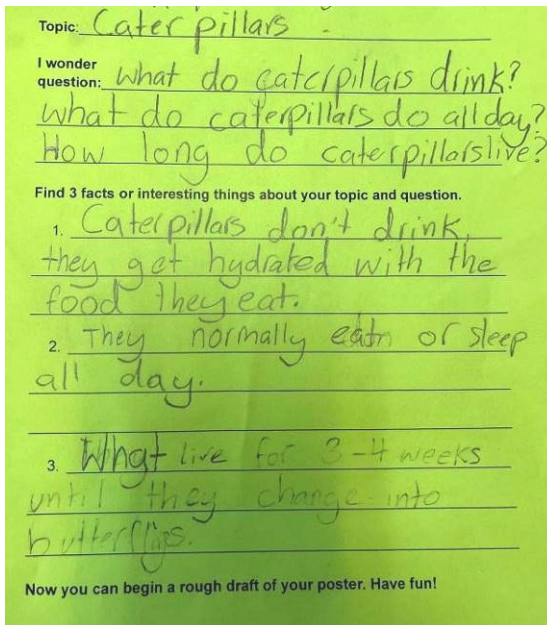 Topic: Caterpillars
I wonder
question: what do caterpillars drink?
what do caterpillars do all day?
How long do caterpillars live?
Find 3 facts or interesting things about your topic and question.
1. Caterpillars don't drink,
they get hydrated with the
food they eat.
2. They normally eat or sleep
all day.
3. What live for 3-4 weeks
until they change into
butterflies.
Now you can begin a rough draft of your poster. Have fun!